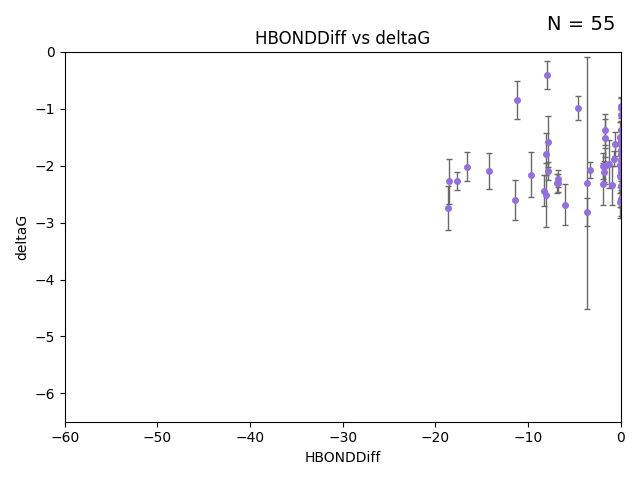 N = 55
HBONDDiff vs deltaG
0
−1
−2
−3
−4
−5
−6
deltaG
−60 −50 −40 −30 −20 −10 0
HBONDDiff